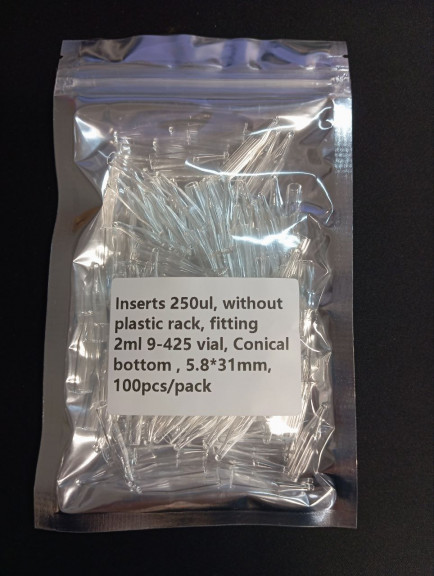 Inserts 250ul, without
plastic rack, fitting
2ml 9-425 vial, Conical
bottom , 5.8*31mm,
100pcs/pack